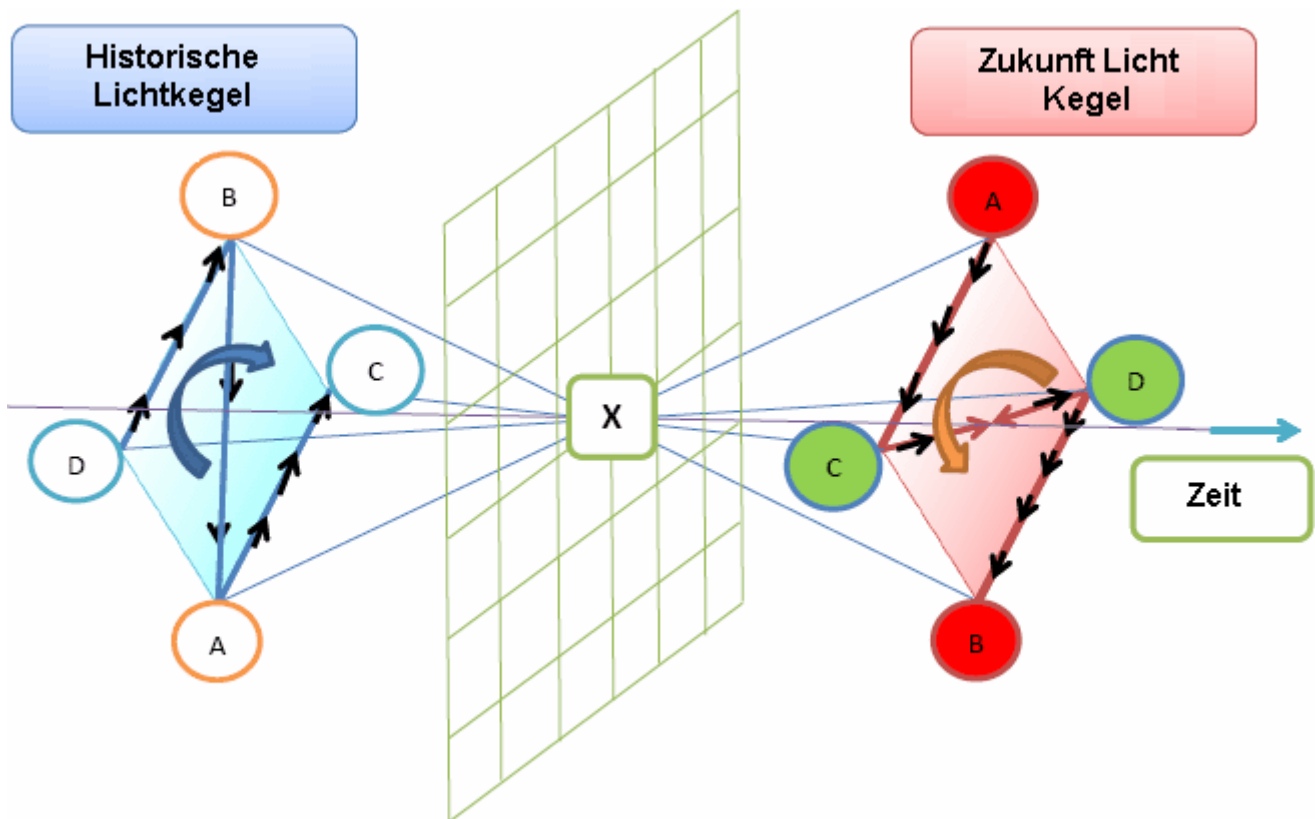 Historische
Lichtkegel
Zukunft Licht
Kegel
B
A
C
D
X
D
C
Zeit
A
B